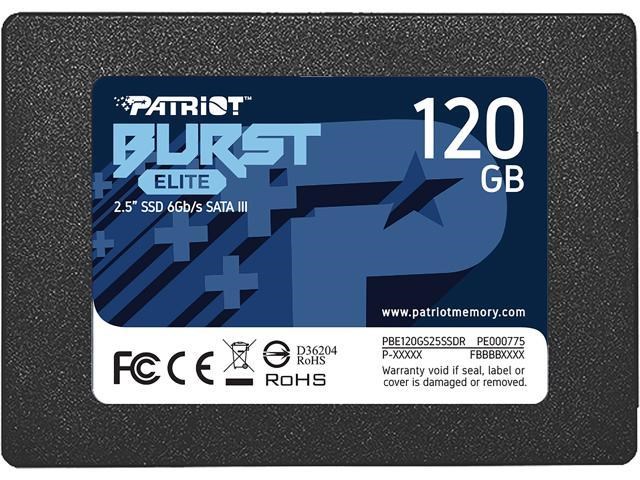 PATRIOT™
BURST
ELITE
2.5" SSD 6Gb/s SATA III
120
GB
www.patriotmemory.com
PBE120GS25SSDR PE000775
P-XXXXX FBBBBXXXX
Warranty void if seal, label or
cover is damaged or removed.
FC CE D36204
RoHS
RoHS